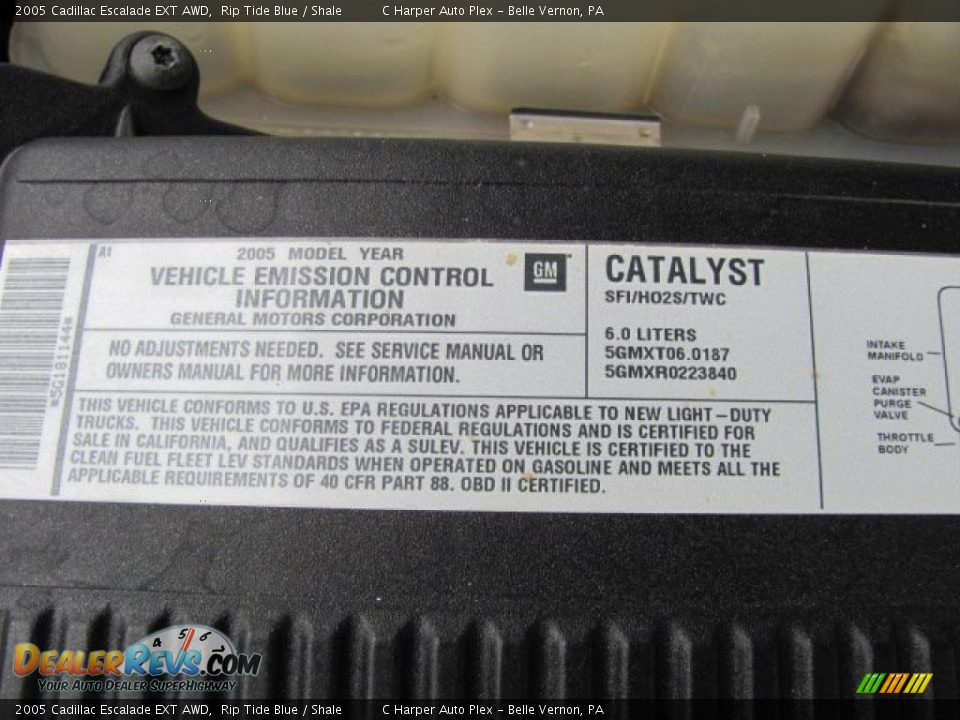 2005 Cadillac Escalade EXT AWD,  Rip Tide Blue / Shale          C Harper Auto Plex - Belle Vernon, PA
*5G181144*
A1
2005 MODEL YEAR
VEHICLE EMISSION CONTROL
INFORMATION
GENERAL MOTORS CORPORATION
GM
NO ADJUSTMENTS NEEDED. SEE SERVICE MANUAL OR
OWNERS MANUAL FOR MORE INFORMATION.
CATALYST
SFI/HO2S/TWC
6.0 LITERS
5GMXT06.0187
5GMXR0223840
THIS VEHICLE CONFORMS TO U.S. EPA REGULATIONS APPLICABLE TO NEW LIGHT-DUTY
TRUCKS. THIS VEHICLE CONFORMS TO FEDERAL REGULATIONS AND IS CERTIFIED FOR
SALE IN CALIFORNIA, AND QUALIFIES AS A SULEV. THIS VEHICLE IS CERTIFIED TO THE
CLEAN FUEL FLEET LEV STANDARDS WHEN OPERATED ON GASOLINE AND MEETS ALL THE
APPLICABLE REQUIREMENTS OF 40 CFR PART 88. OBD II CERTIFIED.
INTAKE
MANIFOLD
EVAP
CANISTER
PURGE
VALVE
THROTTLE
BODY
4 5 6 7
DEALERREVS.COM
YOUR AUTO DEALER SUPERHIGHWAY
2005 Cadillac Escalade EXT AWD,  Rip Tide Blue / Shale          C Harper Auto Plex - Belle Vernon, PA